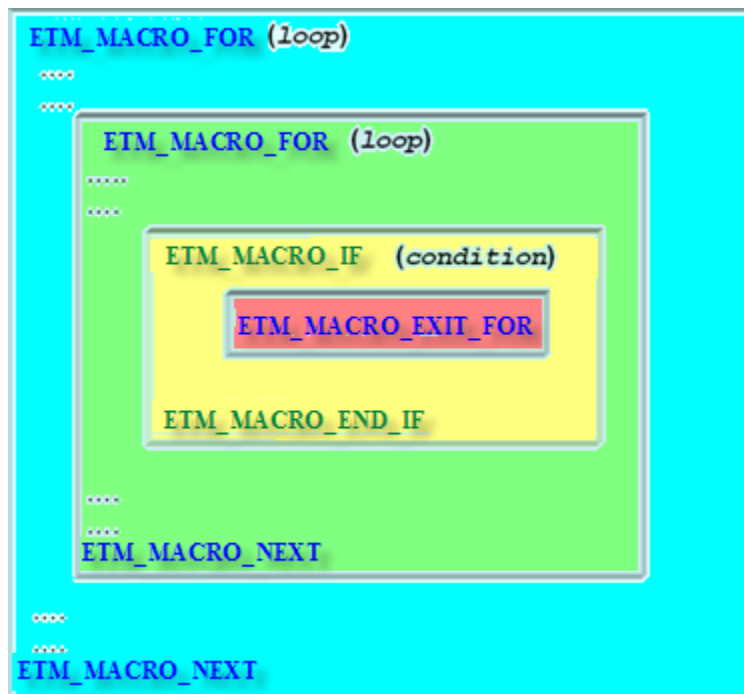 ETM_MACRO_FOR (loop)
....
....
ETM_MACRO_FOR (loop)
.....
....
ETM_MACRO_IF (condition)
ETM_MACRO_EXIT_FOR
ETM_MACRO_END_IF
....
....
ETM_MACRO_NEXT
....
....
ETM_MACRO_NEXT